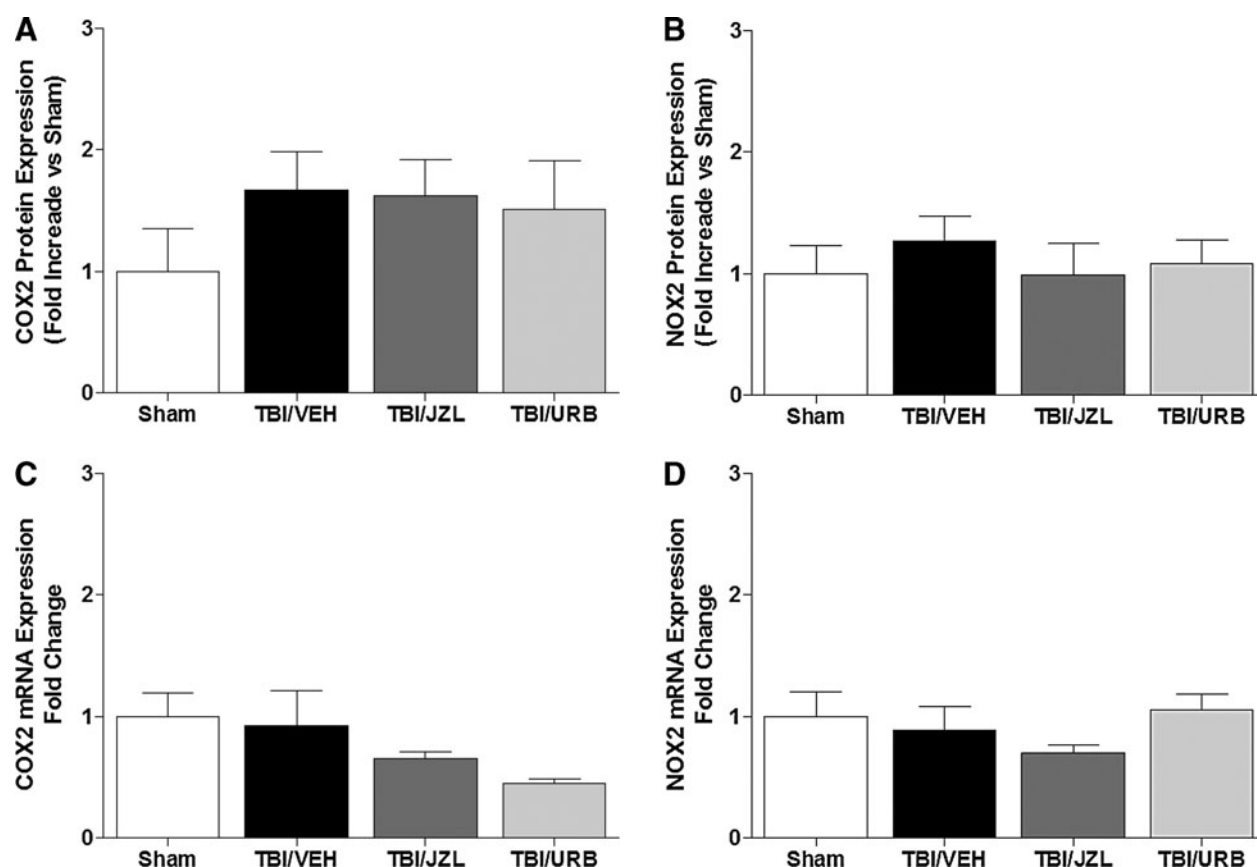 A
COX2 Protein Expression
(Fold Increade vs Sham)
3
2
1
0
Sham TBI/VEH TBI/JZL TBI/URB
B
NOX2 Protein Expression
(Fold Increade vs Sham)
3
2
1
0
Sham TBI/VEH TBI/JZL TBI/URB
C
COX2 mRNA Expression
Fold Change
3
2
1
0
Sham TBI/VEH TBI/JZL TBI/URB
D
NOX2 mRNA Expression
Fold Change
3
2
1
0
Sham TBI/VEH TBI/JZL TBI/URB